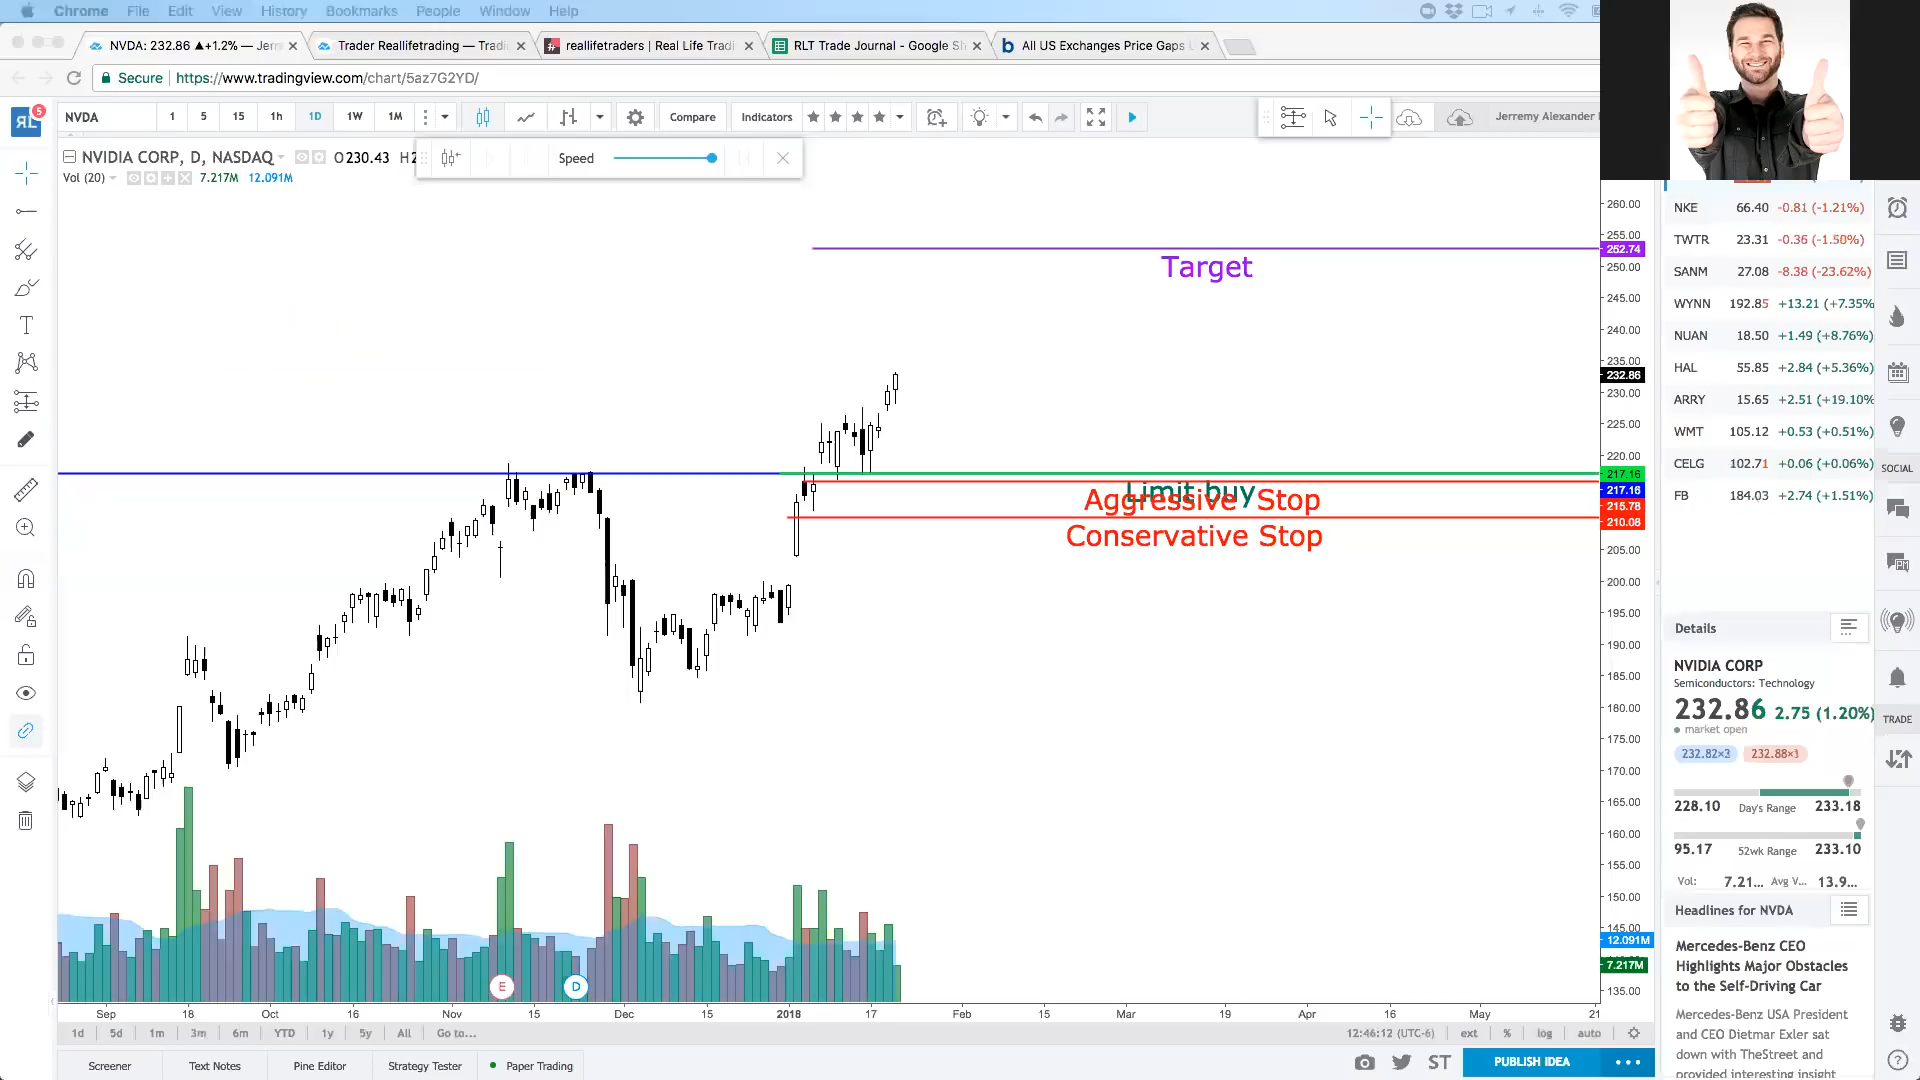 Chrome File Edit View History Bookmarks People Window Help
NVDA: 232.86 ▲+1.2% — Jerr
Trader Reallifetrading — Tradi
reallifetraders | Real Life Tradi
RLT Trade Journal - Google Sh
All US Exchanges Price Gaps U
Secure https://www.tradingview.com/chart/5az7G2YD/
5
NVDA 1 5 15 1h 1D 1W 1M Compare Indicators Jerremy Alexander
NVIDIA CORP, D, NASDAQ O230.43 H2
Speed
Vol (20) 7.217M 12.091M
Target
Limit buy
Aggressive Stop
Conservative Stop
260.00
255.00
252.74
250.00
245.00
240.00
235.00
232.86
230.00
225.00
220.00
217.16
217.16
215.78
210.08
205.00
200.00
195.00
190.00
185.00
180.00
175.00
170.00
165.00
160.00
155.00
150.00
145.00
12.091M
7.217M
135.00
E D
Sep 18 Oct 16 Nov 15 Dec 15 2018 17 Feb 15 Mar 19 Apr 16 May 21
1d 5d 1m 3m 6m YTD 1y 5y All Go to...
12:46:12 (UTC-6) ext % log auto
Screener Text Notes Pine Editor Strategy Tester Paper Trading
ST PUBLISH IDEA
NKE 66.40 -0.81 (-1.21%)
TWTR 23.31 -0.36 (-1.50%)
SANM 27.08 -8.38 (-23.62%)
WYNN 192.85 +13.21 (+7.35%
NUAN 18.50 +1.49 (+8.76%)
HAL 55.85 +2.84 (+5.36%)
ARRY 15.65 +2.51 (+19.10%
WMT 105.12 +0.53 (+0.51%)
CELG 102.71 +0.06 (+0.06%)
FB 184.03 +2.74 (+1.51%)
SOCIAL
TRADE
Details
NVIDIA CORP
Semiconductors: Technology
232.86 2.75 (1.20%)
market open
232.82×3 232.88×1
228.10 Day's Range 233.18
95.17 52wk Range 233.10
Vol: 7.21... Avg V... 13.9...
Headlines for NVDA
Mercedes-Benz CEO
Highlights Major Obstacles
to the Self-Driving Car
Mercedes-Benz USA President
and CEO Dietmar Exler sat
down with TheStreet and
provided interesting insight